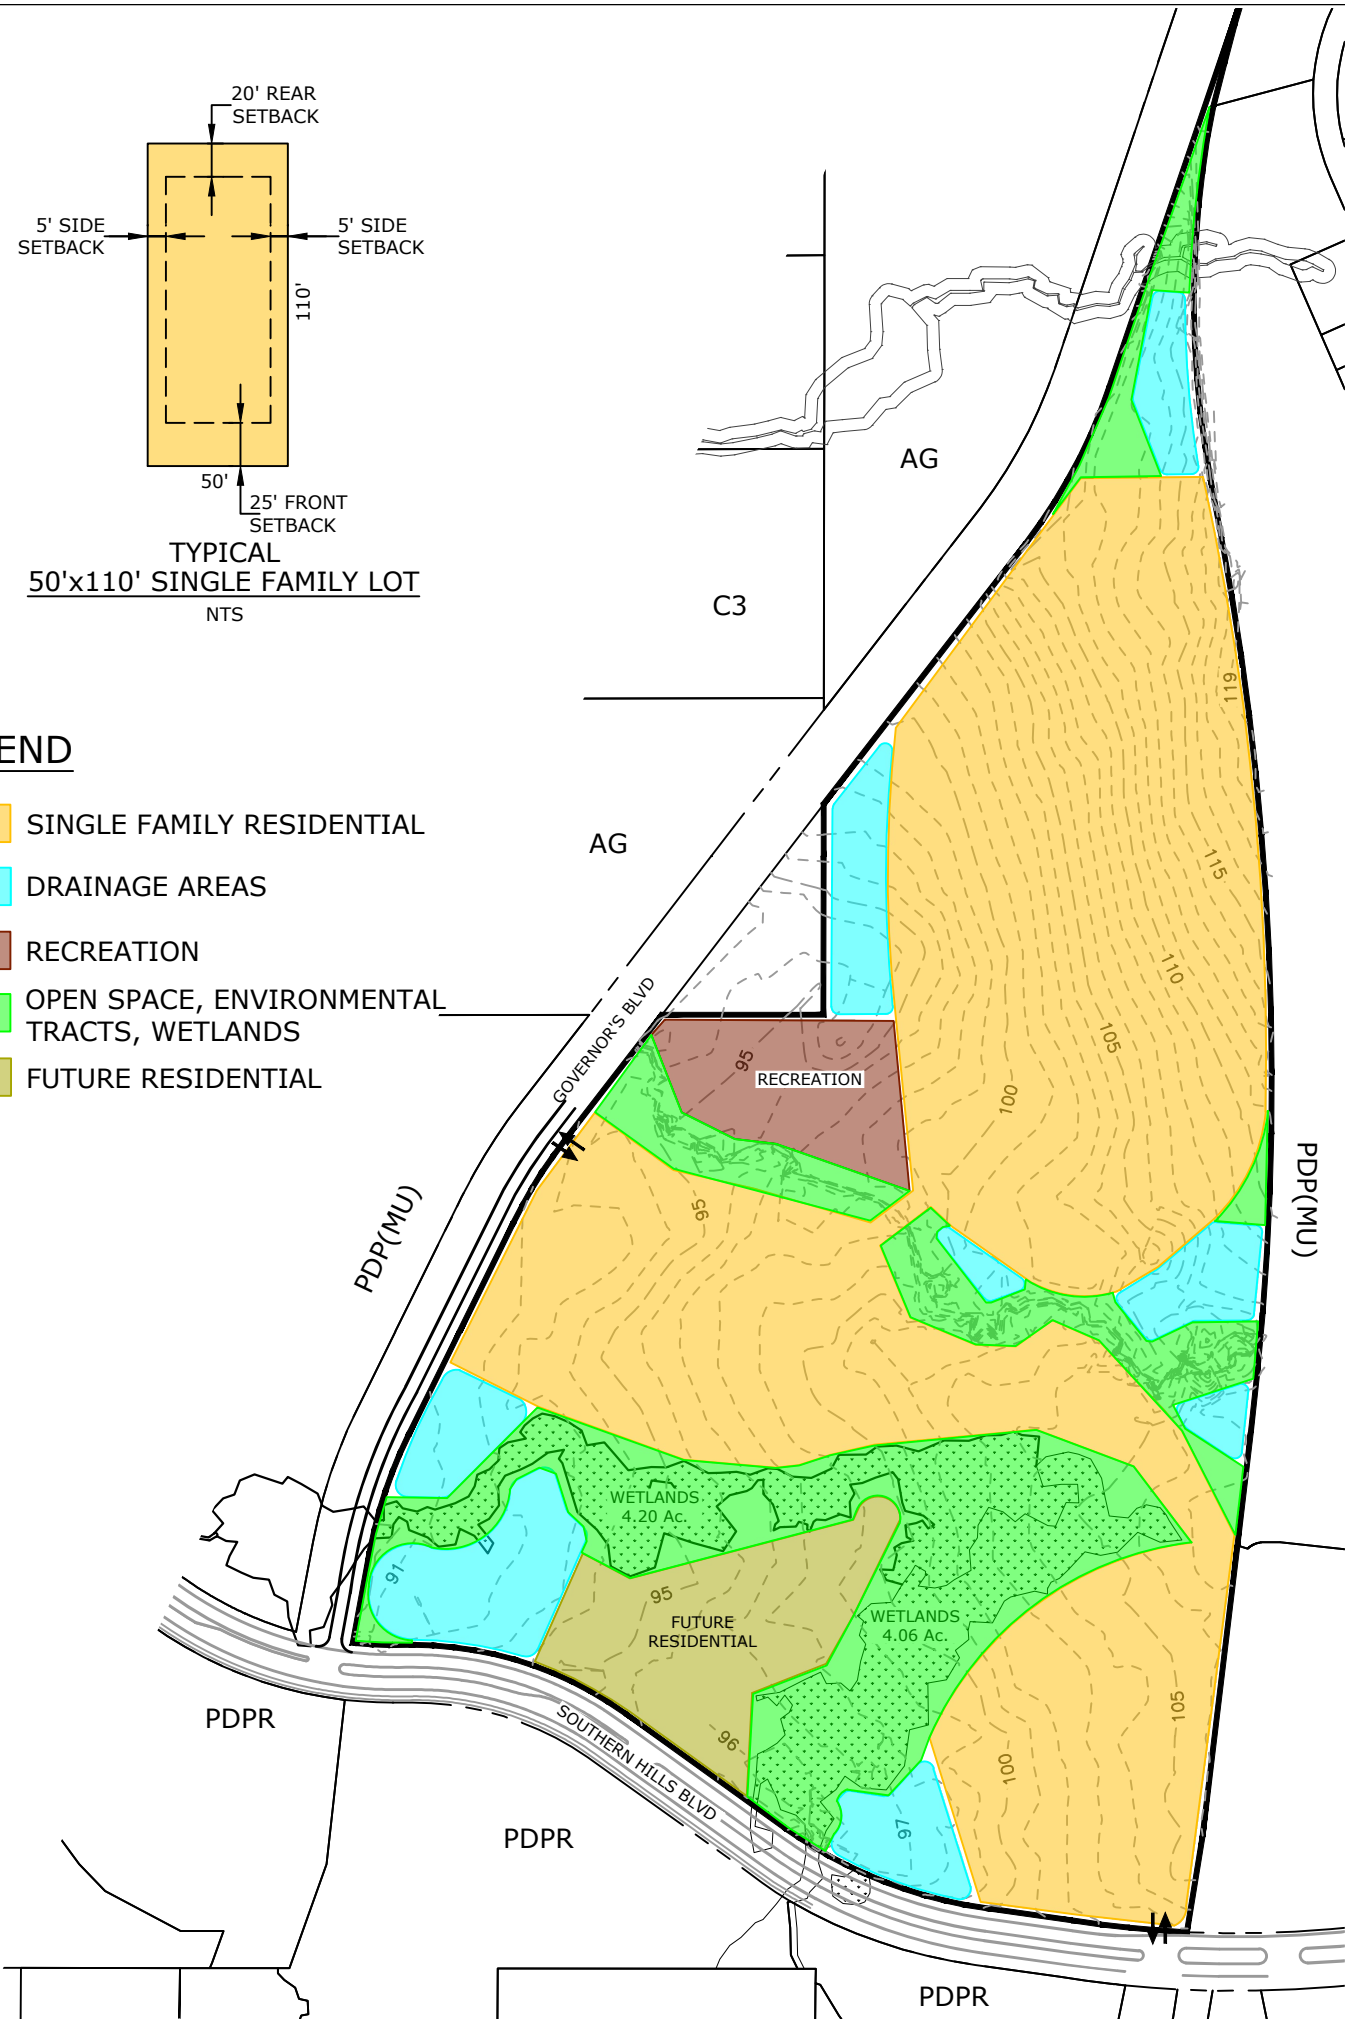 20' REAR
SETBACK
5' SIDE
SETBACK
5' SIDE
SETBACK
110'
50'
25' FRONT
SETBACK
TYPICAL
50'x110' SINGLE FAMILY LOT
NTS
END
SINGLE FAMILY RESIDENTIAL
DRAINAGE AREAS
RECREATION
OPEN SPACE, ENVIRONMENTAL
TRACTS, WETLANDS
FUTURE RESIDENTIAL
AG
C3
AG
119
115
110
105
100
GOVERNOR'S BLVD
95
RECREATION
PDP(MU)
PDP(MU)
95
WETLANDS
4.20 Ac.
91
95
FUTURE
RESIDENTIAL
WETLANDS
4.06 Ac.
96
SOUTHERN HILLS BLVD
105
100
97
PDPR
PDPR
PDPR